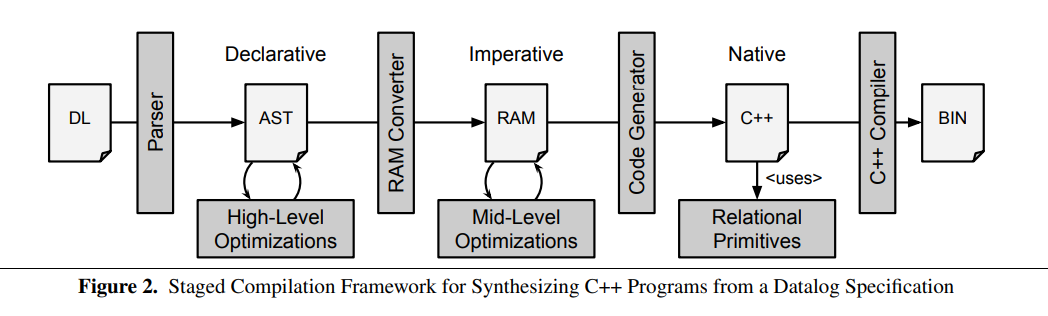 Declarative
Imperative
Native
DL
Parser
AST
RAM Converter
RAM
Code Generator
C++
C++ Compiler
BIN
<uses>
High-Level
Optimizations
Mid-Level
Optimizations
Relational
Primitives
Figure 2. Staged Compilation Framework for Synthesizing C++ Programs from a Datalog Specification